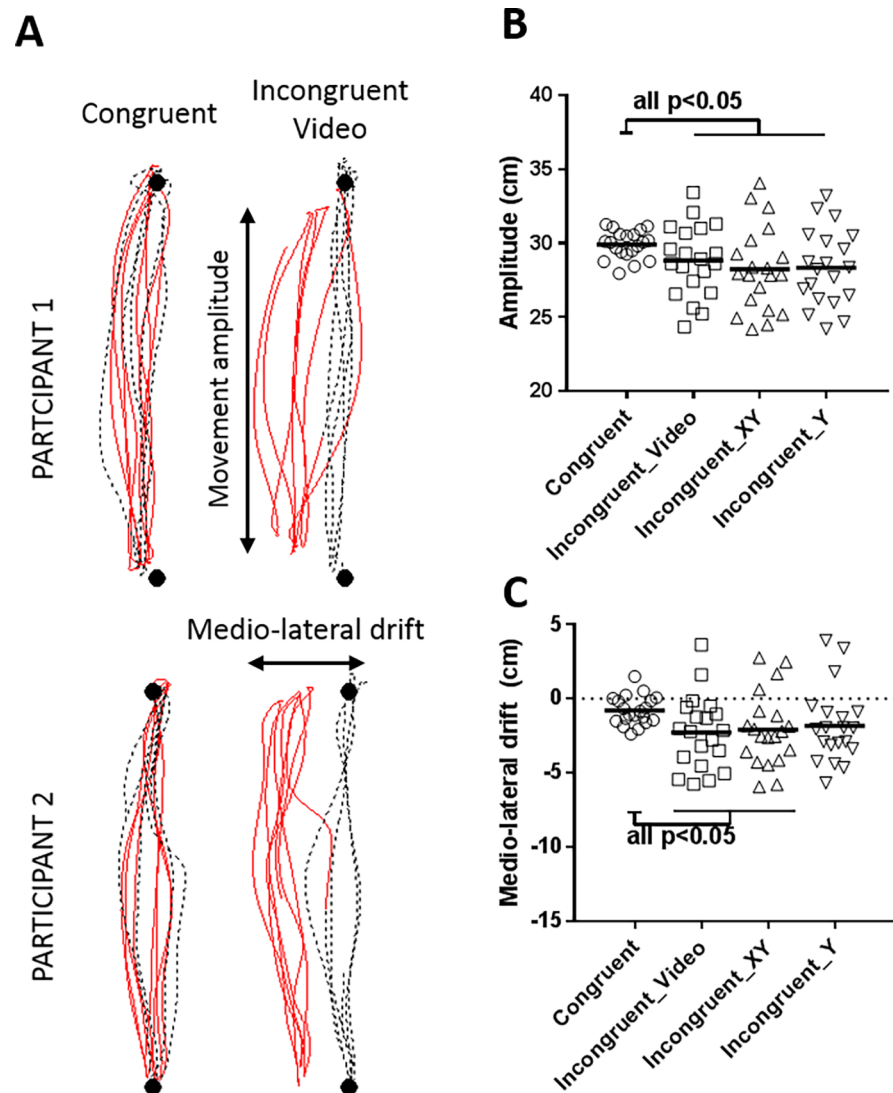 A
Congruent
Incongruent
Video
PARTCIPANT 1
Movement amplitude
Medio-lateral drift
PARTICIPANT 2
B
all p<0.05
40
35
30
25
20
Amplitude (cm)
Congruent
Incongruent_Video
Incongruent_XY
Incongruent_Y
C
5
0
-5
-10
-15
Medio-lateral drift (cm)
all p<0.05
Congruent
Incongruent_Video
Incongruent_XY
Incongruent_Y